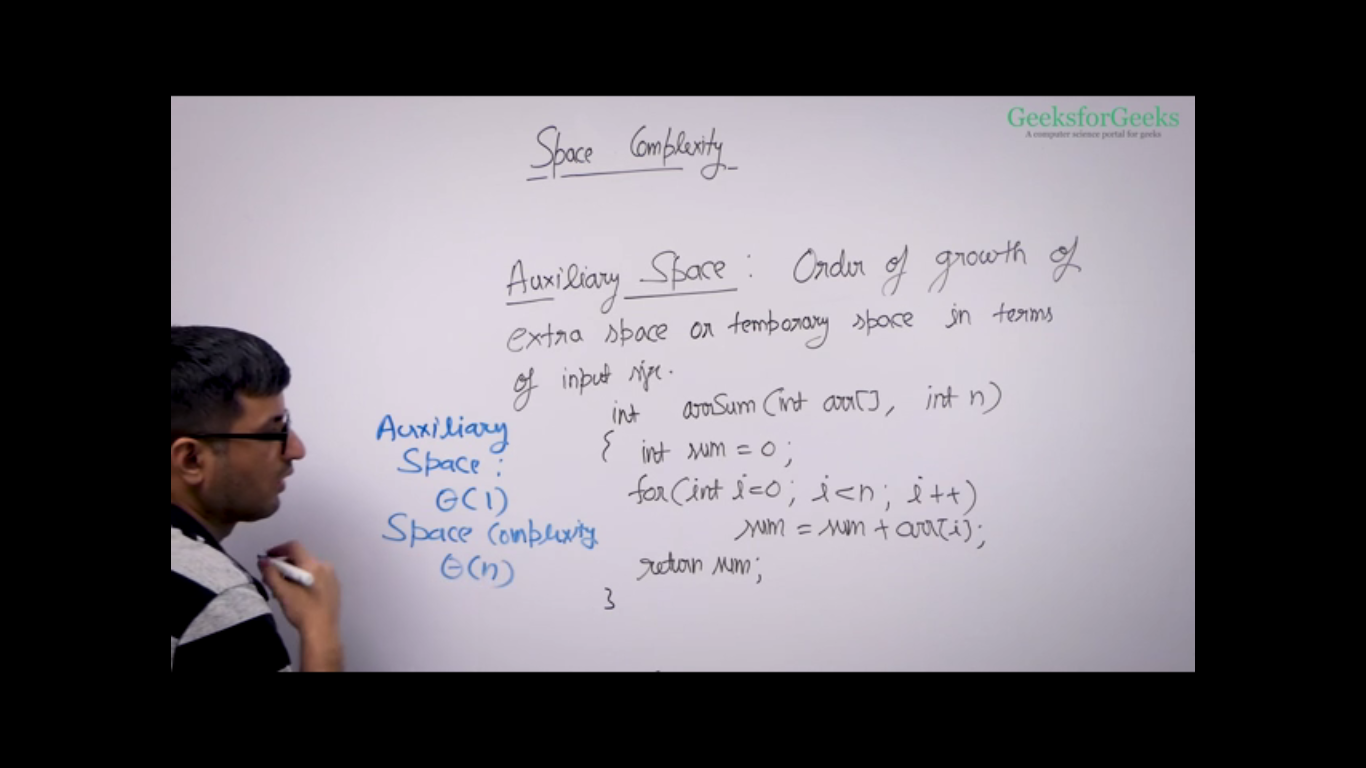 GeeksforGeeks
A computer science portal for geeks
Space Complexity
Auxiliary Space : Order of growth of
extra space or temporary space in terms
of input size.
int arrSum(int arr[], int n)
{ int sum = 0;
for(int i=0; i<n; i++)
sum = sum + arr[i];
return sum;
}
Auxiliary
Space :
Θ(1)
Space Complexity
Θ(n)